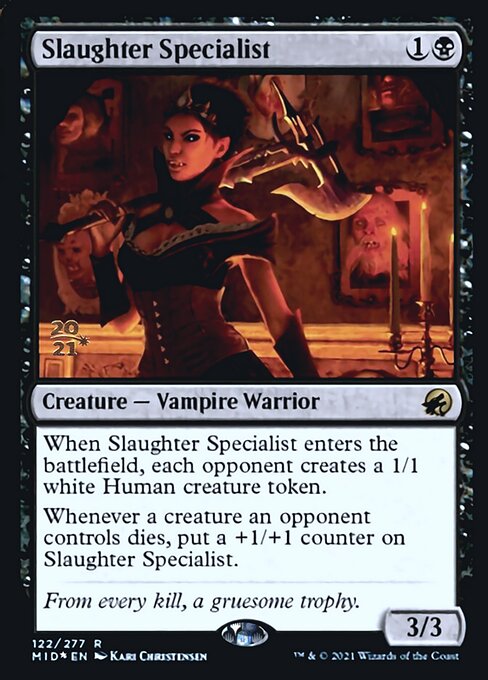 Slaughter Specialist 1
20
21
Creature — Vampire Warrior
When Slaughter Specialist enters the
battlefield, each opponent creates a 1/1
white Human creature token.
Whenever a creature an opponent
controls dies, put a +1/+1 counter on
Slaughter Specialist.
From every kill, a gruesome trophy.
3/3
122/277 R
MID★EN Kari Christensen
™ & © 2021 Wizards of the Coast